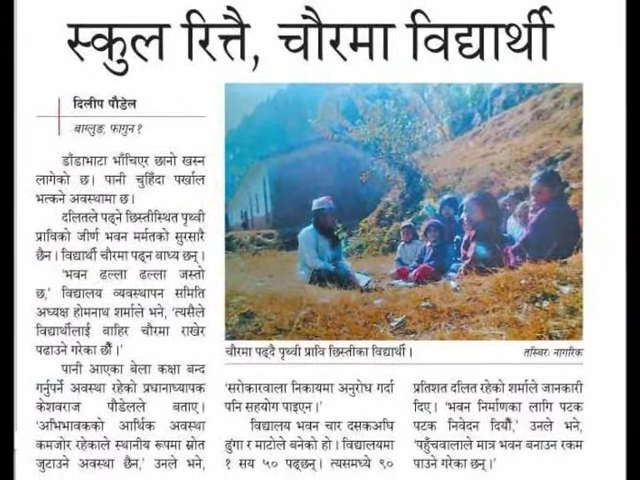 स्कुल रित्तै, चौरमा विद्यार्थी
दिलीप पौडेल
बाग्लुङ, फागुन १
डाँडाभाटा भाँचिएर छानो खस्न
लागेको छ। पानी चुहिँदा पर्खाल
भत्कने अवस्थामा छ।
दलितले पढ्ने छिस्तीस्थित पृथ्वी
प्राविको जीर्ण भवन मर्मतको सुरसारै
छैन। विद्यार्थी चौरमा पढ्न बाध्य छन्।
'भवन ढल्ला ढल्ला जस्तो
छ,' विद्यालय व्यवस्थापन समिति
अध्यक्ष होमनाथ शर्माले भने, 'त्यसैले
विद्यार्थीलाई बाहिर चौरमा राखेर
पढाउने गरेका छौं।'
पानी आएका बेला कक्षा बन्द
गर्नुपर्ने अवस्था रहेको प्रधानाध्यापक
केशवराज पौडेलले बताए।
'अभिभावकको आर्थिक अवस्था
कमजोर रहेकाले स्थानीय रूपमा स्रोत
जुटाउने अवस्था छैन,' उनले भने,
चौरमा पढ्दै पृथ्वी प्रावि छिस्तीका विद्यार्थी। तस्बिरः नागरिक
'सरोकारवाला निकायमा अनुरोध गर्दा
पनि सहयोग पाइएन।'
विद्यालय भवन चार दसकअघि
ढुंगा र माटोले बनेको हो। विद्यालयमा
१ सय ५० पढ्छन्। त्यसमध्ये ९०
प्रतिशत दलित रहेको शर्माले जानकारी
दिए। 'भवन निर्माणका लागि पटक
पटक निवेदन दियौं,' उनले भने,
'पहुँचवालाले मात्र भवन बनाउन रकम
पाउने गरेका छन्।'